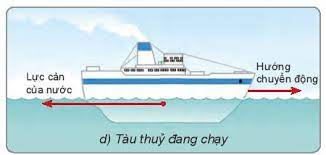 Lực cản
của nước
Hướng
chuyển động
d) Tàu thuỷ đang chạy